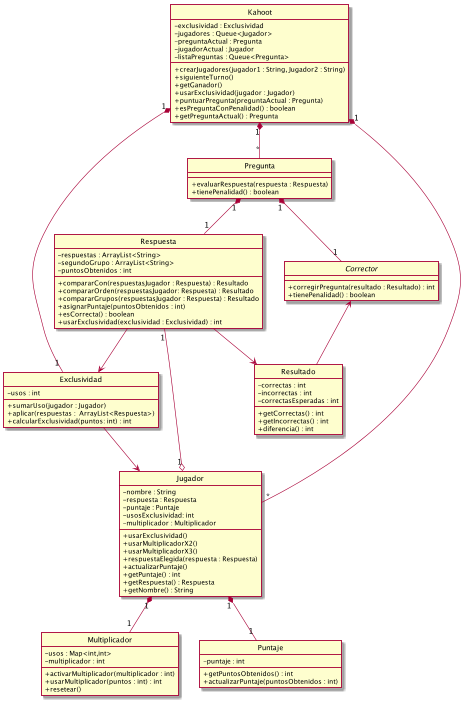 Kahoot
-exclusividad : Exclusividad
-jugadores : Queue<Jugador>
-preguntaActual : Pregunta
-jugadorActual : Jugador
-listaPreguntas : Queue<Pregunta>
+crearJugadores(jugador1 : String, Jugador2 : String)
+siguienteTurno()
+getGanador()
+usarExclusividad(jugador : Jugador)
+puntuarPregunta(preguntaActual : Pregunta)
+esPreguntaConPenalidad() : boolean
+getPreguntaActual() : Pregunta
1
1
1
*
Pregunta
+evaluarRespuesta(respuesta : Respuesta)
+tienePenalidad() : boolean
1
1
1
1
Respuesta
-respuestas : ArrayList<String>
-segundoGrupo : ArrayList<String>
-puntosObtenidos : int
+compararCon(respuestasJugador : Respuesta) : Resultado
+compararOrden(respuestasJugador: Respuesta) : Resultado
+compararGrupos(respuestasJugador : Respuesta) : Resultado
+asignarPuntaje(puntosObtenidos : int)
+esCorrecta() : boolean
+usarExclusividad(exclusividad : Exclusividad) : int
Corrector
+corregirPregunta(resultado : Resultado) : int
+tienePenalidad() : boolean
1
1
Exclusividad
-usos : int
+sumarUso(jugador : Jugador)
+aplicar(respuestas : ArrayList<Respuesta>)
+calcularExclusividad(puntos: int) : int
Resultado
-correctas : int
-incorrectas : int
-correctasEsperadas : int
+getCorrectas() : int
+getIncorrectas() : int
+diferencia() : int
1
*
Jugador
-nombre : String
-respuesta : Respuesta
-puntaje : Puntaje
-usosExclusividad: int
-multiplicador : Multiplicador
+usarExclusividad()
+usarMultiplicadorX2()
+usarMultiplicadorX3()
+respuestaElegida(respuesta : Respuesta)
+actualizarPuntaje()
+getPuntaje() : int
+getRespuesta() : Respuesta
+getNombre() : String
1
1
1
1
Multiplicador
-usos : Map<int,int>
-multiplicador : int
+activarMultiplicador(multiplicador : int)
+usarMultiplicador(puntos : int) : int
+resetear()
Puntaje
-puntaje : int
+getPuntosObtenidos() : int
+actualizarPuntaje(puntosObtenidos : int)